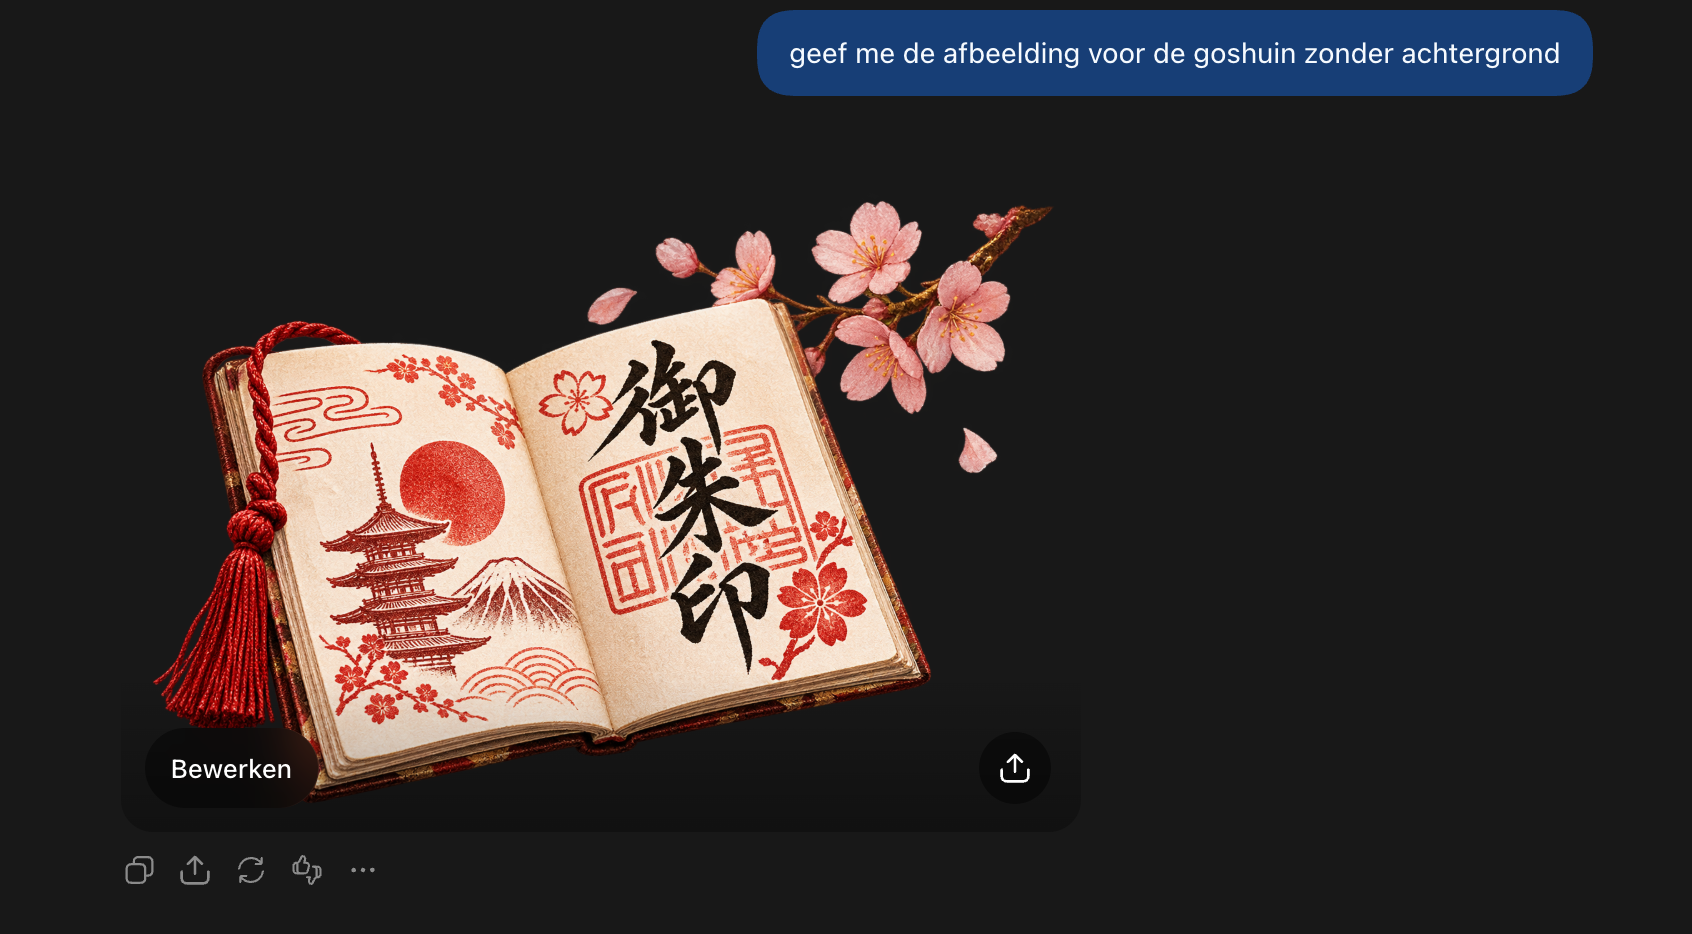 geef me de afbeelding voor de goshuin zonder achtergrond
御朱印
Bewerken